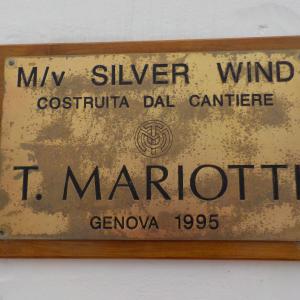 M/v SILVER WIND
COSTRUITA DAL CANTIERE
T. MARIOTTI
GENOVA 1995